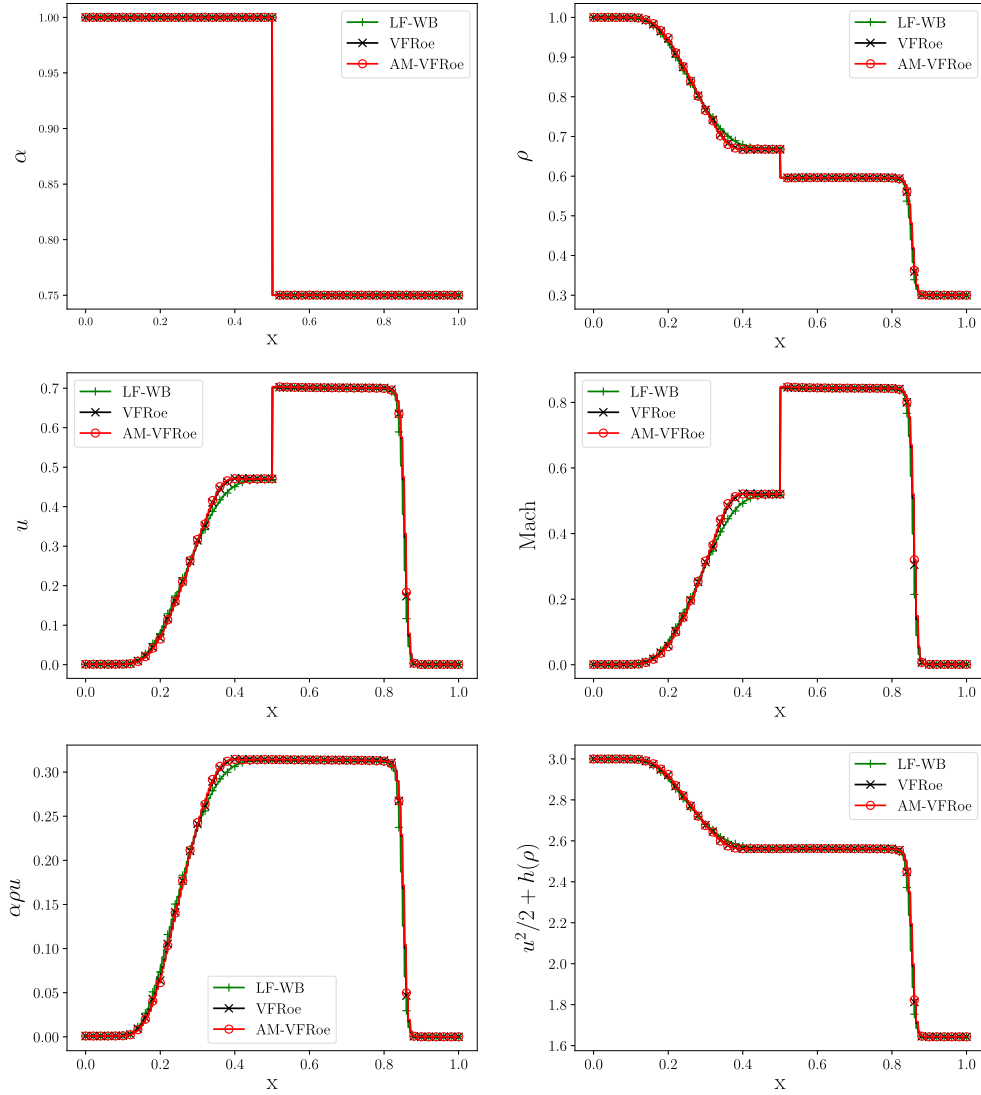 1.00
0.95
0.90
0.85
0.80
0.75
α
0.0 0.2 0.4 0.6 0.8 1.0
X
LF-WB
VFRoe
AM-VFRoe
1.0
0.9
0.8
0.7
0.6
0.5
0.4
0.3
ρ
0.0 0.2 0.4 0.6 0.8 1.0
X
LF-WB
VFRoe
AM-VFRoe
0.7
0.6
0.5
0.4
0.3
0.2
0.1
0.0
u
0.0 0.2 0.4 0.6 0.8 1.0
X
LF-WB
VFRoe
AM-VFRoe
0.8
0.6
0.4
0.2
0.0
Mach
0.0 0.2 0.4 0.6 0.8 1.0
X
LF-WB
VFRoe
AM-VFRoe
0.30
0.25
0.20
0.15
0.10
0.05
0.00
αρu
0.0 0.2 0.4 0.6 0.8 1.0
X
LF-WB
VFRoe
AM-VFRoe
3.0
2.8
2.6
2.4
2.2
2.0
1.8
1.6
u²/2 + h(ρ)
0.0 0.2 0.4 0.6 0.8 1.0
X
LF-WB
VFRoe
AM-VFRoe